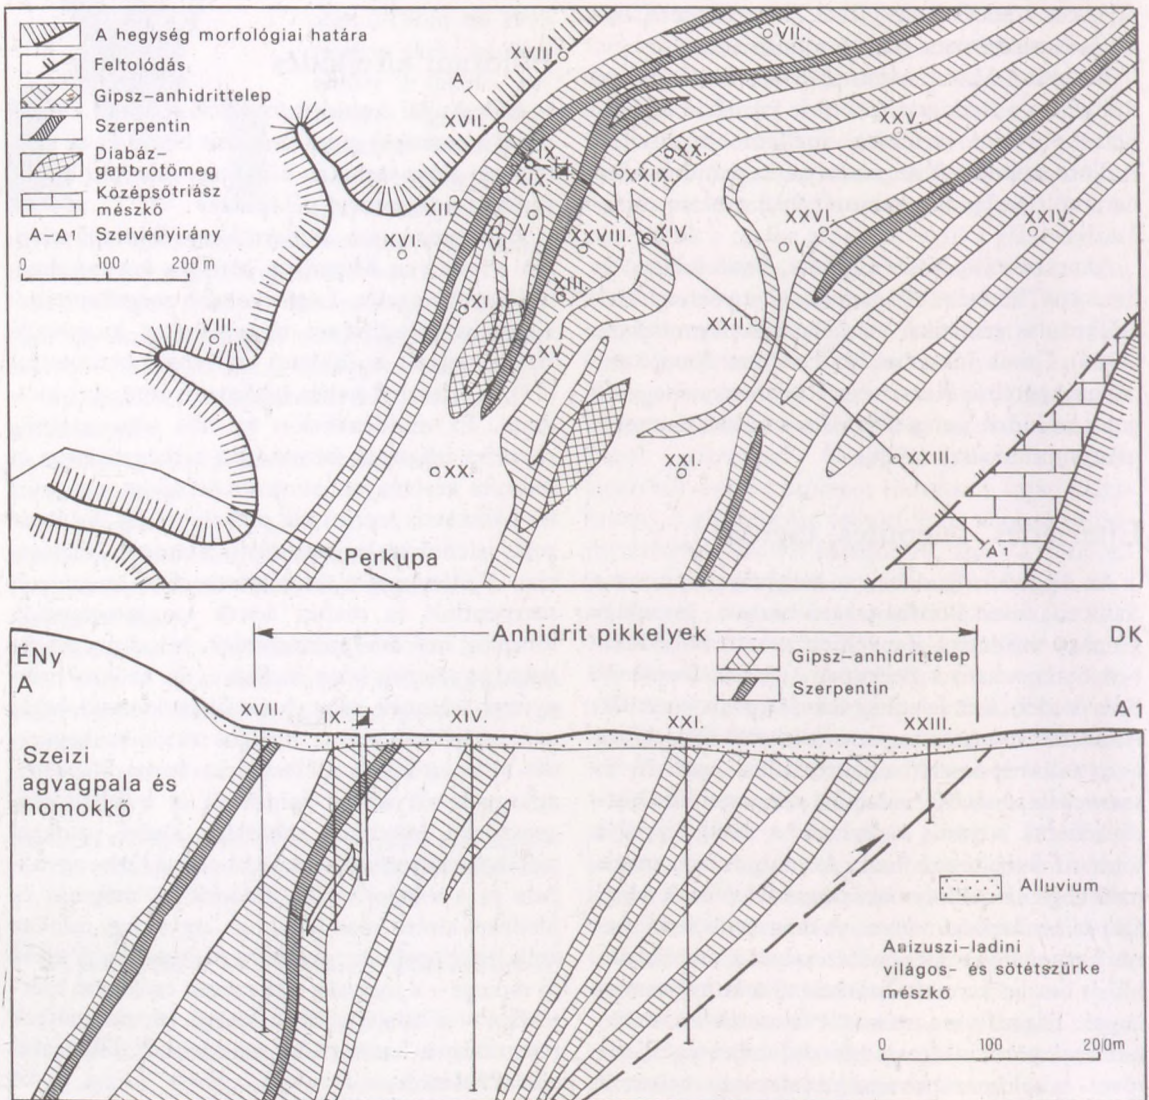 A hegység morfológiai határa
Feltolódás
Gipsz–anhidrittelep
Szerpentin
Diabáz-
gabbrotömeg
Középsőtriász
mészkő
A–A1 Szelvényirány
0 100 200 m
XVIII.
VII.
A
XVII.
XXV.
IX.
XX.
XIX.
XXIX.
XII.
V.
XXVI.
XXIV.
XVI.
XXVIII.
XIV.
VI.
XI.
XIII.
XXII.
VIII.
XV.
XX.
XXI.
XXIII.
A1
Perkupa
Anhidrit pikkelyek
ÉNy
DK
A
A1
Gipsz–anhidrittelep
Szerpentin
XVII.
IX.
XIV.
XXI.
XXIII.
Szeizl
agyagpala és
homokkő
Alluvium
Anizuszi–ladini
világos– és sötétszürke
mészkő
0 100 200m